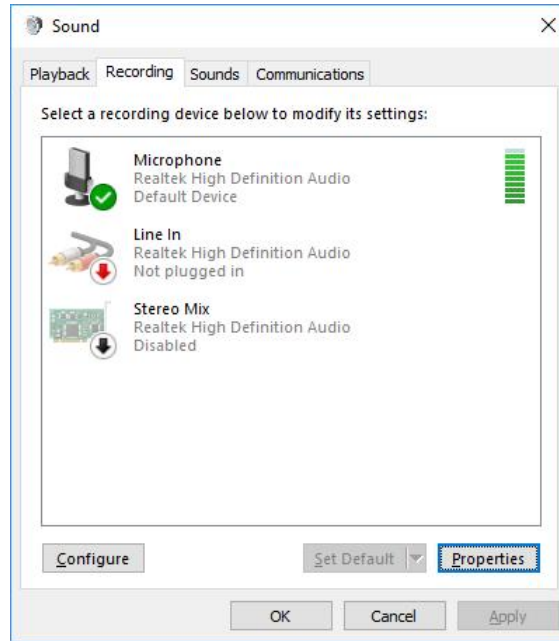 Sound
Playback Recording Sounds Communications
Select a recording device below to modify its settings:
Microphone
Realtek High Definition Audio
Default Device
Line In
Realtek High Definition Audio
Not plugged in
Stereo Mix
Realtek High Definition Audio
Disabled
Configure Set Default Properties
OK Cancel Apply